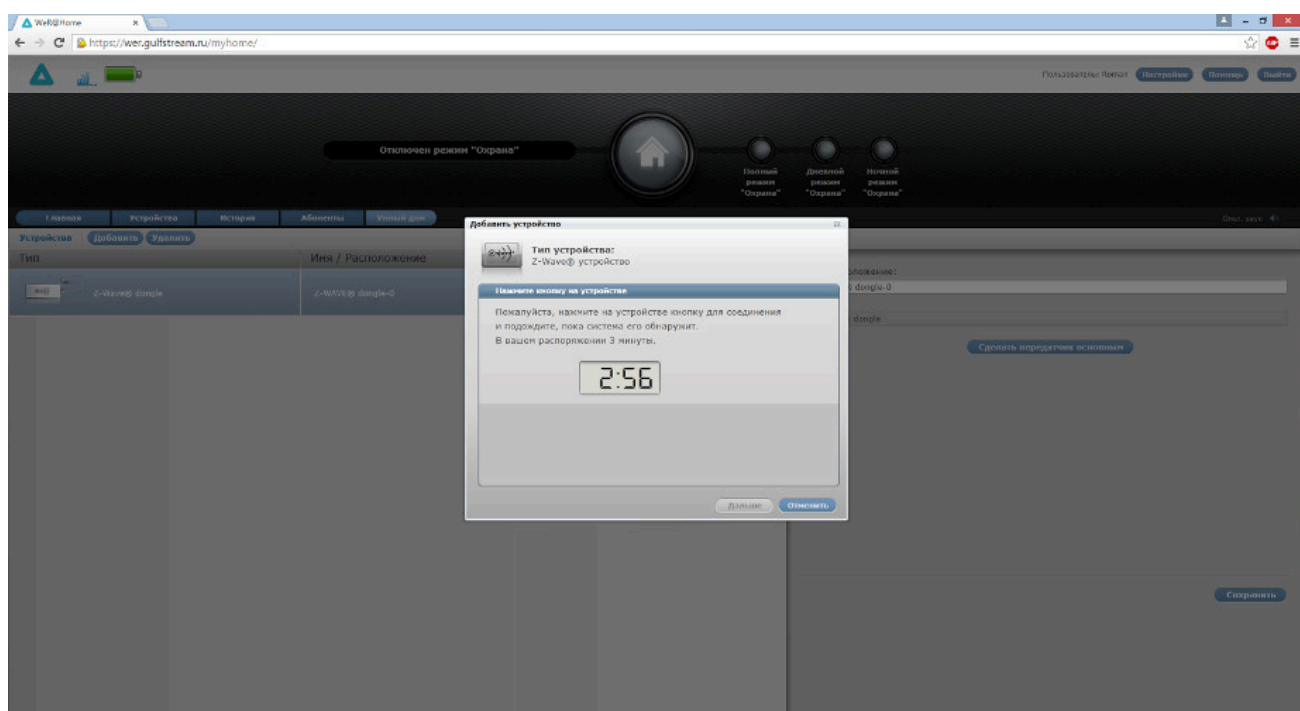 WeR@Home
https://wer.gulfstream.ru/myhome/
Пользователь: Roman Настройки Помощь Выйти
Отключен режим "Охрана"
Полный режим "Охрана"
Дневной режим "Охрана"
Ночной режим "Охрана"
Главная Устройства История Абоненты Умный дом
Устройства Добавить Удалить
Тип Имя / Расположение
Z-Wave® dongle Z-WAVE® dongle-0
Добавить устройство
Тип устройства:
Z-Wave® устройство
Нажмите кнопку на устройстве
Пожалуйста, нажмите на устройстве кнопку для соединения
и подождите, пока система его обнаружит.
В вашем распоряжении 3 минуты.
2:56
Дальше Отменить
dongle-0
dongle
Сделать передатчик основным
Сохранить